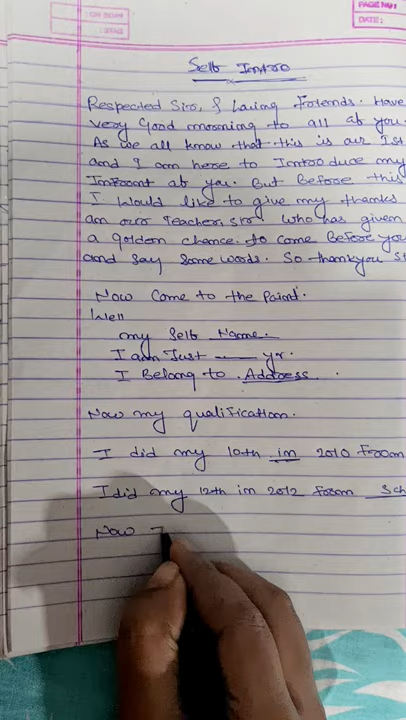 PAGE NO:
DATE:
Self Intro
Respected Sir, & Loving Friends. Have
very Good morning to all of you.
As we all know that this is our 1st
and I am here to Introduce my
Infront of you. But Before this
I would like to give my thanks
our Teacher, sir who has given
a golden chance to come Before you
and say some words. So thankyou
Now Come to the Point.
Well
my Self Name.
I am Just —— yr.
I Belong to Address.
Now my qualification.
I did my 10th in 2010 From
I did my 12th in 2012 from Sch
Now I